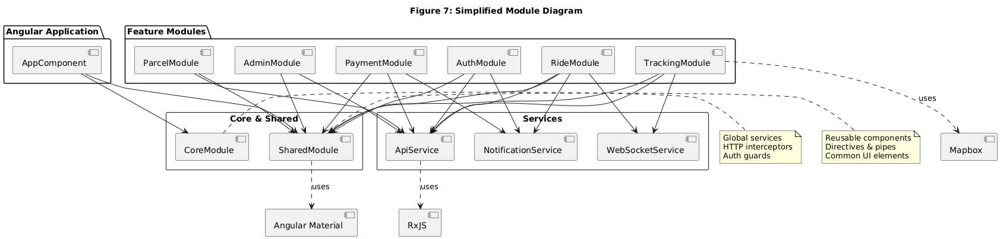 Figure 7: Simplified Module Diagram
Angular Application
Feature Modules
AppComponent
ParcelModule
AdminModule
PaymentModule
AuthModule
RideModule
TrackingModule
uses
Core & Shared
Services
CoreModule
SharedModule
ApiService
NotificationService
WebSocketService
Global services
HTTP interceptors
Auth guards
Reusable components
Directives & pipes
Common UI elements
Mapbox
uses
uses
Angular Material
RxJS